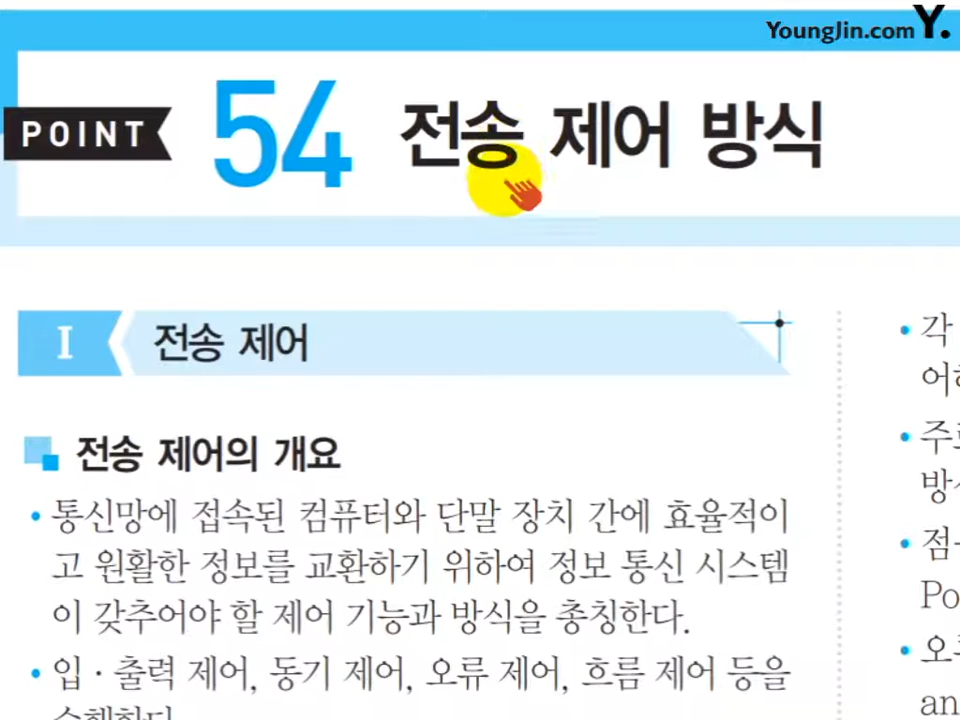 YoungJin.com Y.
POINT 54 전송 제어 방식
I 전송 제어
전송 제어의 개요
• 통신망에 접속된 컴퓨터와 단말 장치 간에 효율적이
고 원활한 정보를 교환하기 위하여 정보 통신 시스템
이 갖추어야 할 제어 기능과 방식을 총칭한다.
• 입·출력 제어, 동기 제어, 오류 제어, 흐름 제어 등을
• 각
Po
an